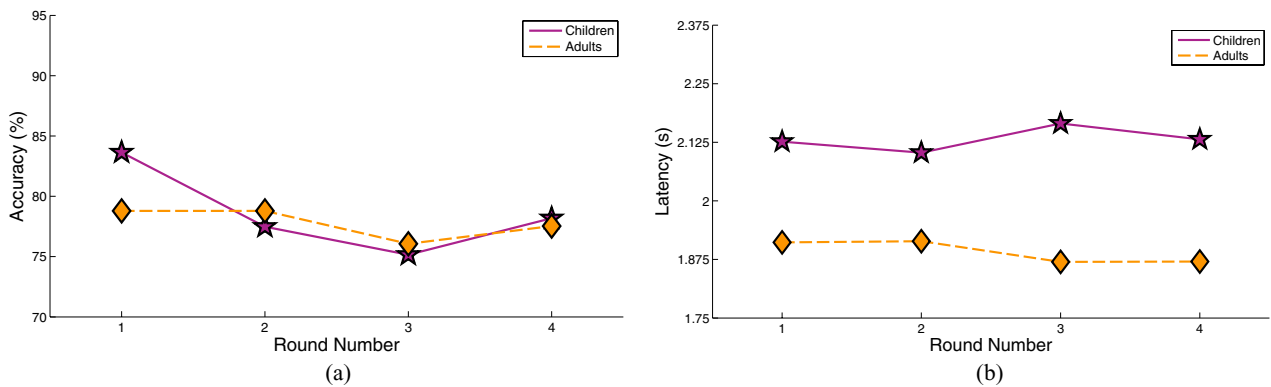 95
90
85
80
75
70
Accuracy (%)
Children
Adults
1 2 3 4
Round Number
(a)
2.375
2.25
2.125
2
1.875
1.75
Latency (s)
Children
Adults
1 2 3 4
Round Number
(b)